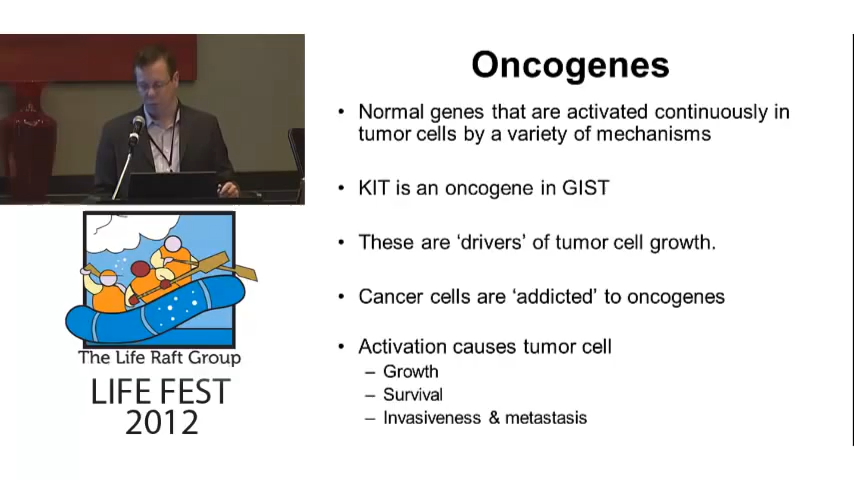 Oncogenes
• Normal genes that are activated continuously in
tumor cells by a variety of mechanisms
• KIT is an oncogene in GIST
• These are ‘drivers’ of tumor cell growth.
• Cancer cells are ‘addicted’ to oncogenes
• Activation causes tumor cell
– Growth
– Survival
– Invasiveness & metastasis
The Life Raft Group
LIFE FEST
2012